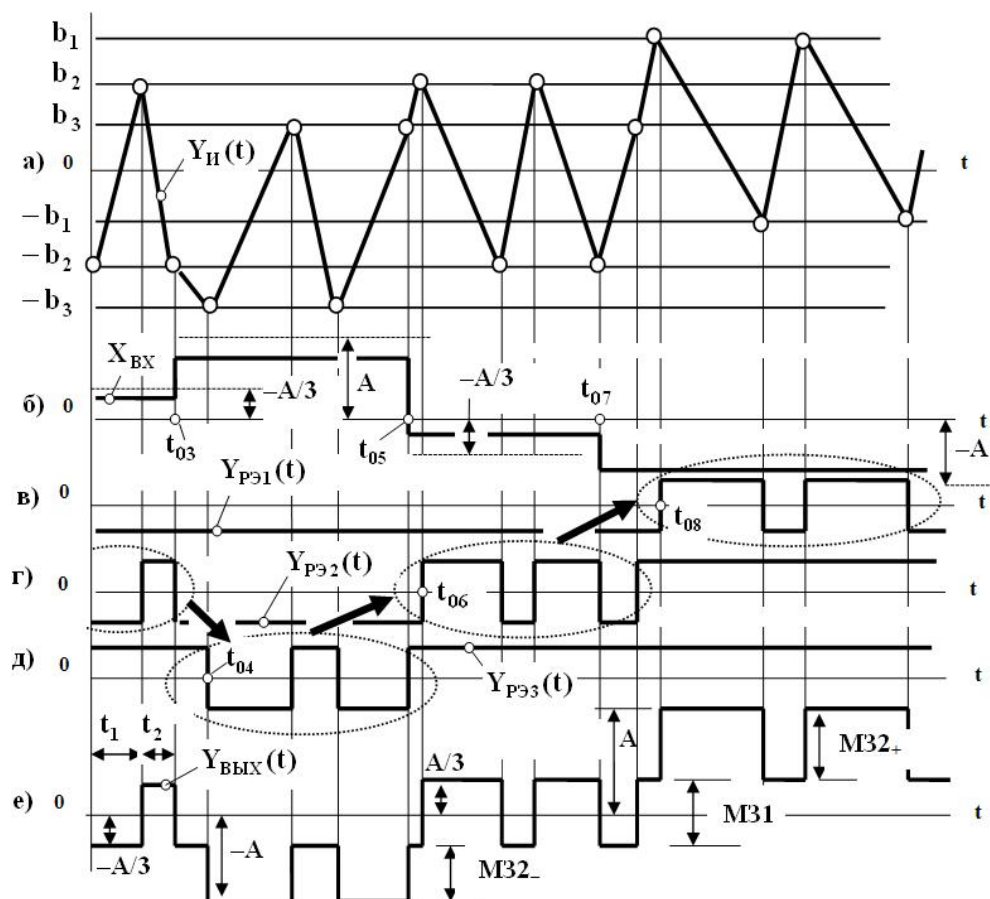 b1
b2
b3
а) 0
YИ(t)
t
–b1
–b2
–b3
XВХ
–A/3
A
–A/3
t07
б) 0
t03
t05
t
–A
YРЭ1(t)
в) 0
t08
t
г) 0
YРЭ2(t)
t06
t
д) 0
t04
YРЭ3(t)
t
t1
t2
YВЫХ(t)
A
МЗ2+
A/3
е) 0
МЗ1
t
–A/3
–A
МЗ2–